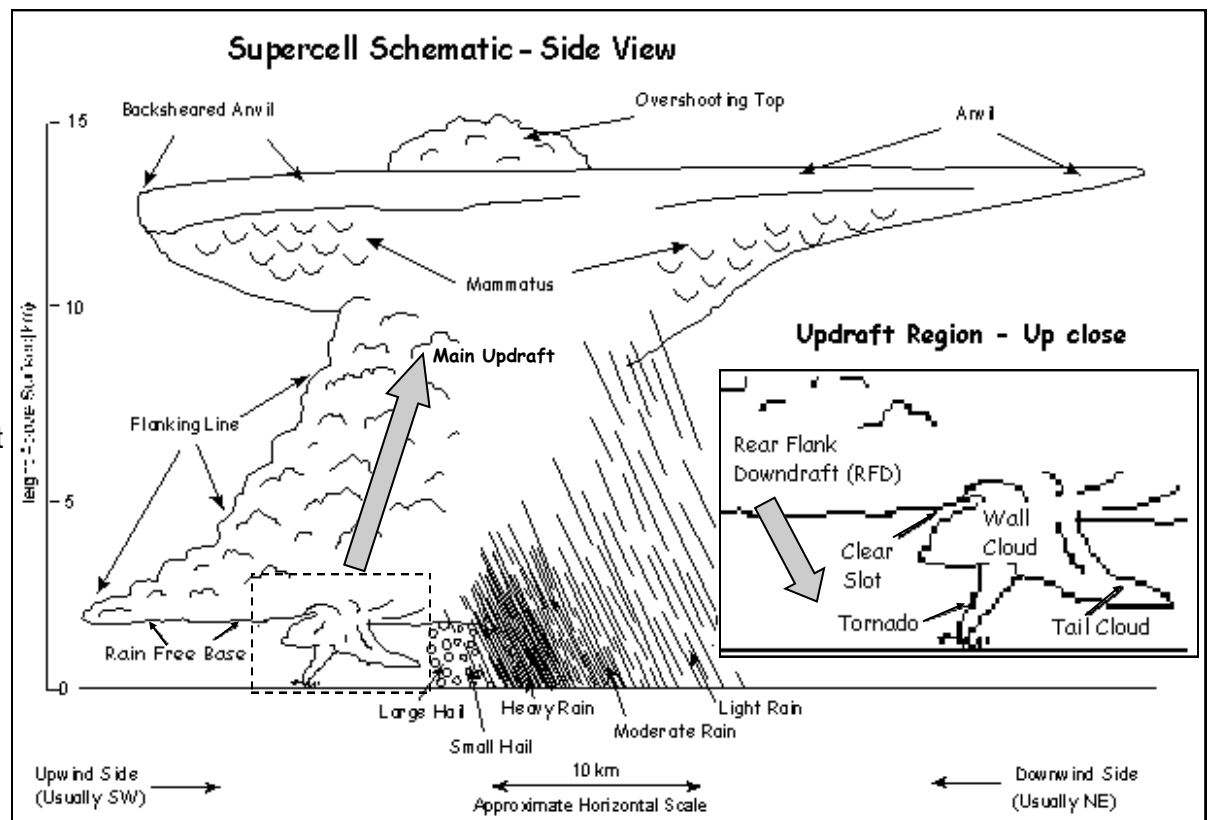 Supercell Schematic - Side View
Backsheared Anvil
Overshooting Top
Anvil
15
Mammatus
10
Updraft Region - Up close
Main Updraft
Flanking Line
Rear Flank
Downdraft (RFD)
Wall
Cloud
Clear
Slot
Tornado
Tail Cloud
5
Rain Free Base
0
Large Hail
Heavy Rain
Light Rain
Small Hail
Moderate Rain
Upwind Side
(Usually SW)
10 km
Approximate Horizontal Scale
Downwind Side
(Usually NE)